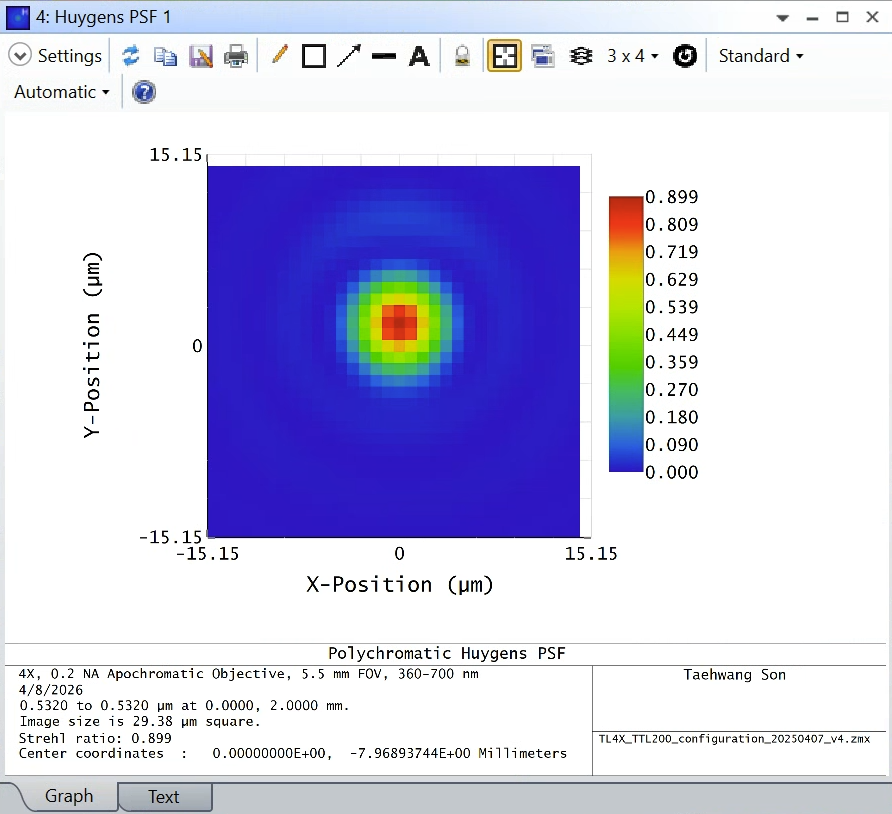 4: Huygens PSF 1
Settings
A
3 x 4
Standard
Automatic
?
15.15
0
-15.15
Y-Position (µm)
-15.15
0
15.15
X-Position (µm)
0.899
0.809
0.719
0.629
0.539
0.449
0.359
0.270
0.180
0.090
0.000
Polychromatic Huygens PSF
4X, 0.2 NA Apochromatic Objective, 5.5 mm FOV, 360-700 nm
4/8/2026
0.5320 to 0.5320 µm at 0.0000, 2.0000 mm.
Image size is 29.38 µm square.
Strehl ratio: 0.899
Center coordinates : 0.00000000E+00, -7.96893744E+00 Millimeters
Taehwang Son
TL4X_TTL200_configuration_20250407_v4.zmx
Graph
Text